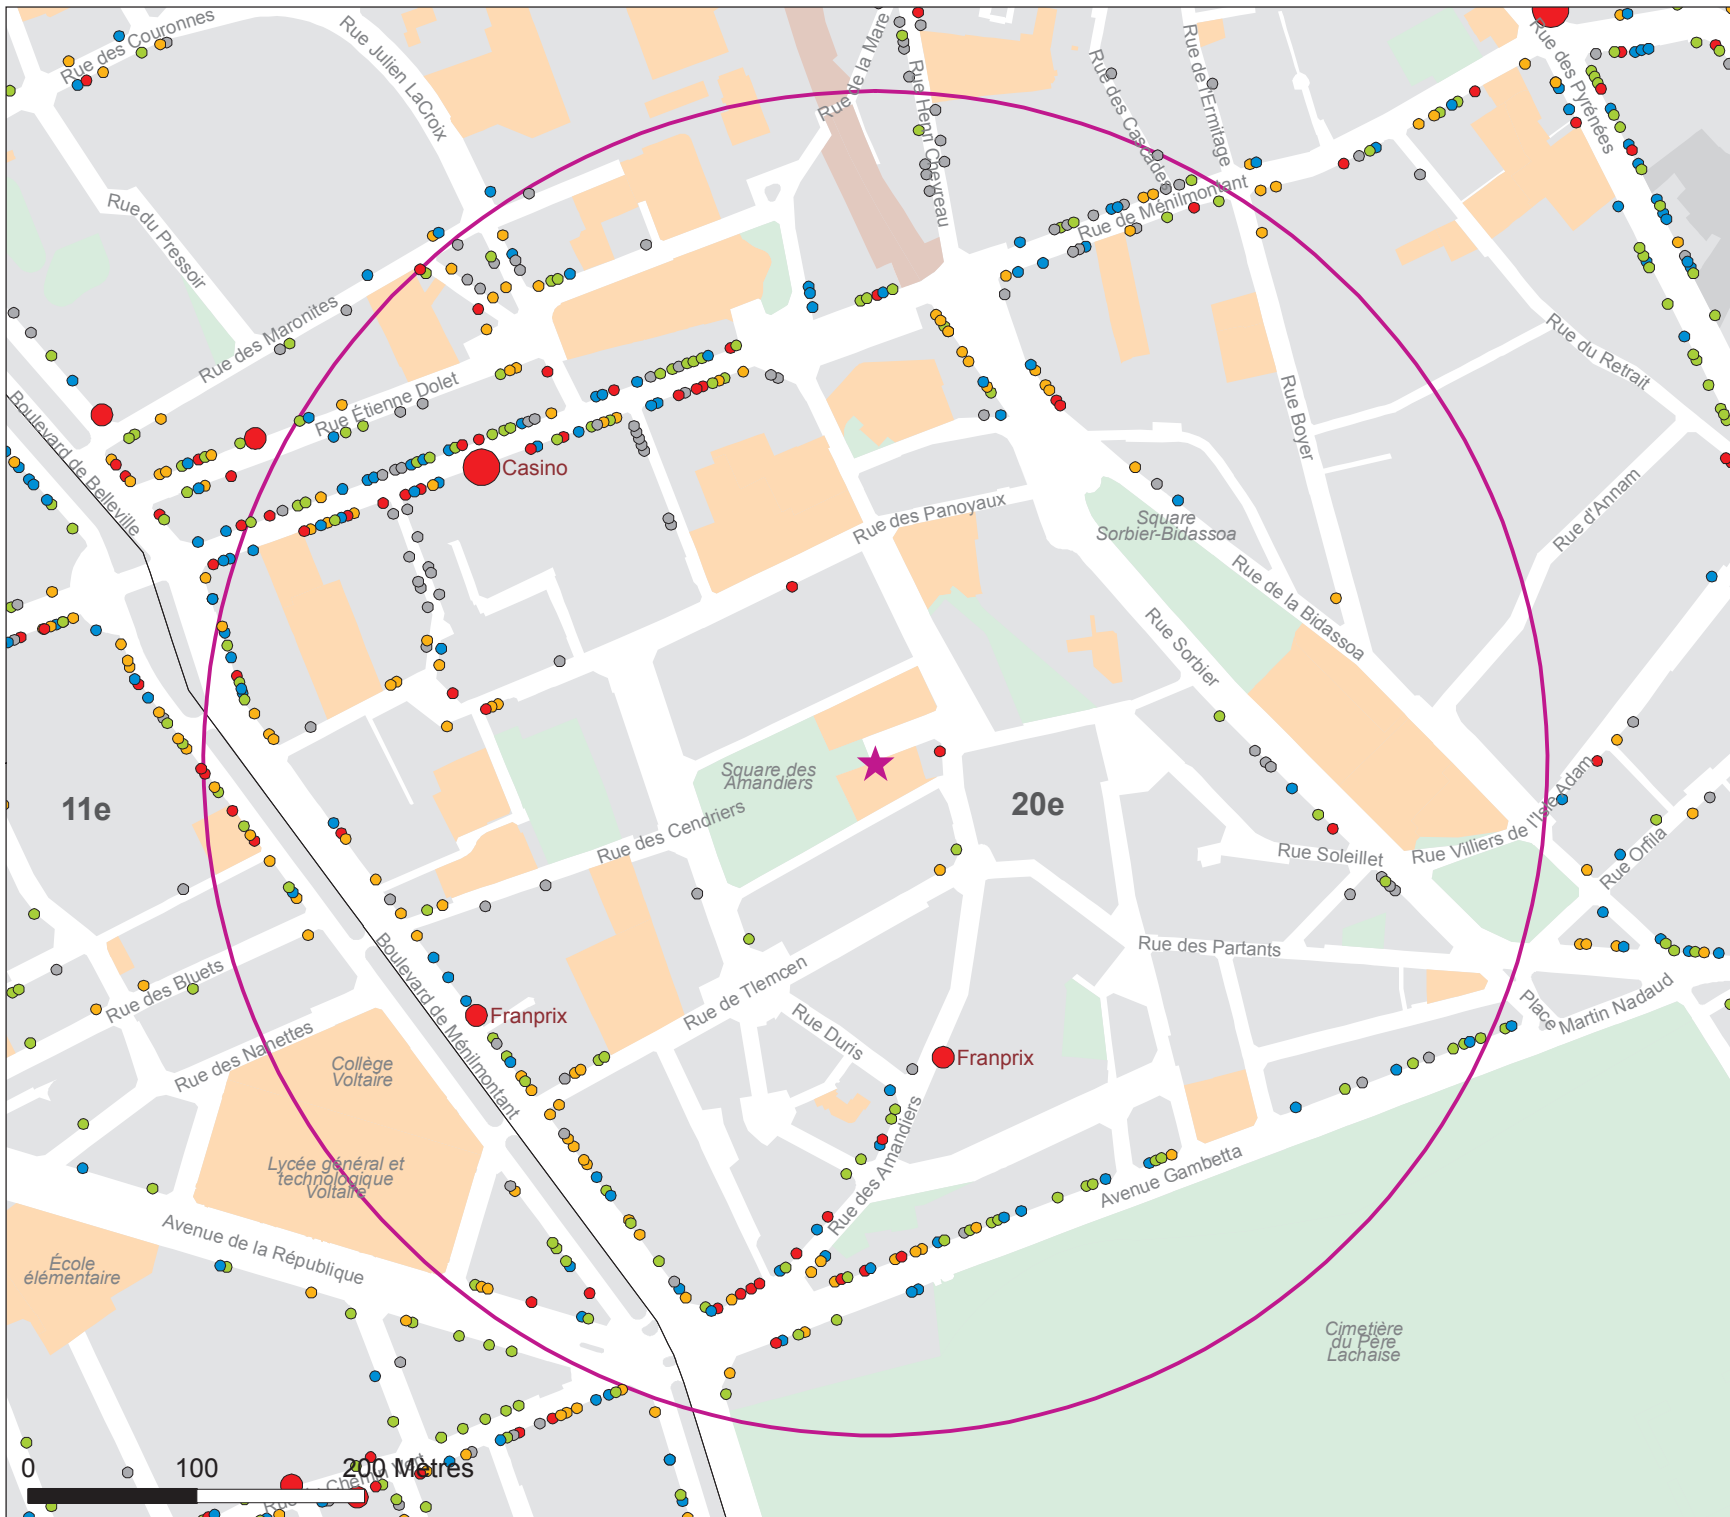 Rue des Couronnes
Rue Julien LaCroix
Rue de la Mare
Rue Henri Chevreau
Rue des Cascades
Rue de l'Ermitage
Rue des Pyrénées
Rue du Pressoir
Rue de Ménilmontant
Rue des Maronites
Rue du Retrait
Rue Étienne Dolet
Rue Boyer
Boulevard de Belleville
Casino
Rue des Panoyaux
Square
Sorbier-Bidassoa
Rue d'Annam
Rue de la Bidassoa
Rue Sorbier
Square des
Amandiers
11e
20e
Rue des Cendriers
Rue Soleillet
Rue Villiers de l'Isle Adam
Rue Orfila
Rue des Partants
Rue des Bluets
Boulevard de Ménilmontant
Rue de Tlemcen
Place
Martin Nadaud
Franprix
Rue Duris
Rue des Nanettes
Collège
Voltaire
Franprix
Rue des Amandiers
Lycée général et
technologique
Voltaire
Avenue Gambetta
Avenue de la République
École
élémentaire
Cimetière
du Père
Lachaise
0 100 200 Mètres
Rue du Chemin Vert